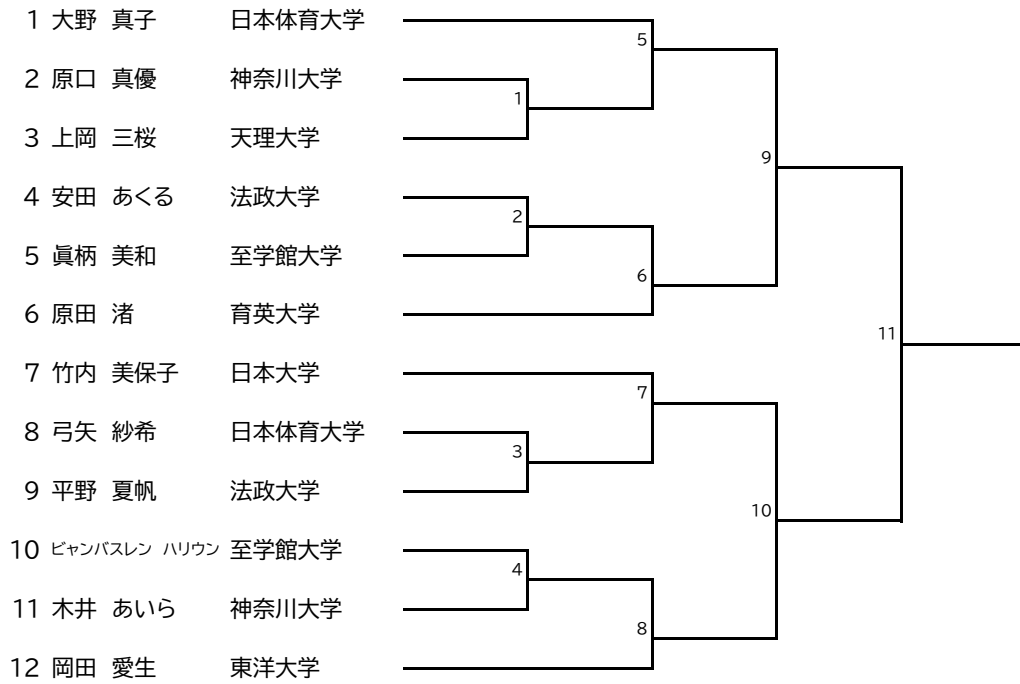 1 大野 真子 日本体育大学
5
2 原口 真優 神奈川大学
1
3 上岡 三桜 天理大学
9
4 安田 あくる 法政大学
2
5 眞柄 美和 至学館大学
6
6 原田 渚 育英大学
11
7 竹内 美保子 日本大学
7
8 弓矢 紗希 日本体育大学
3
9 平野 夏帆 法政大学
10
10 ビャンバスレン ハリウン 至学館大学
4
11 木井 あいら 神奈川大学
8
12 岡田 愛生 東洋大学